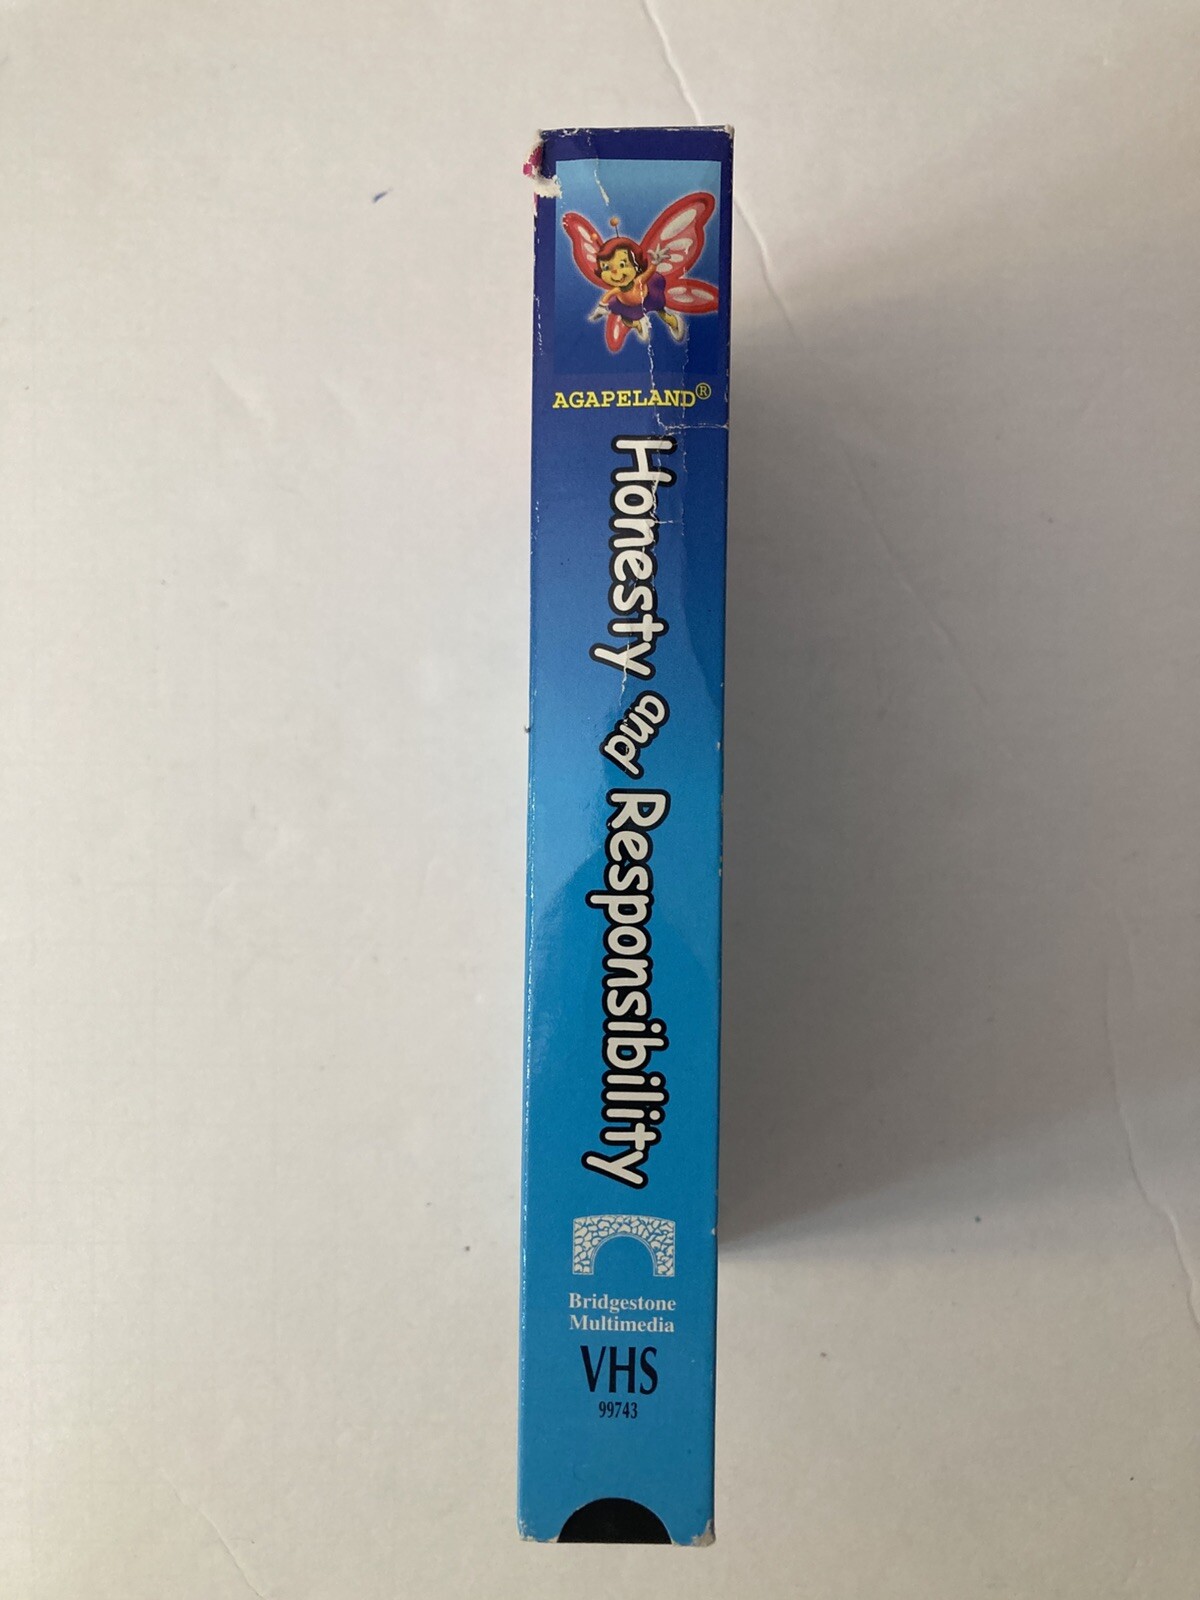 AGAPELAND®
Honesty and Responsibility
Bridgestone
Multimedia
VHS
99743